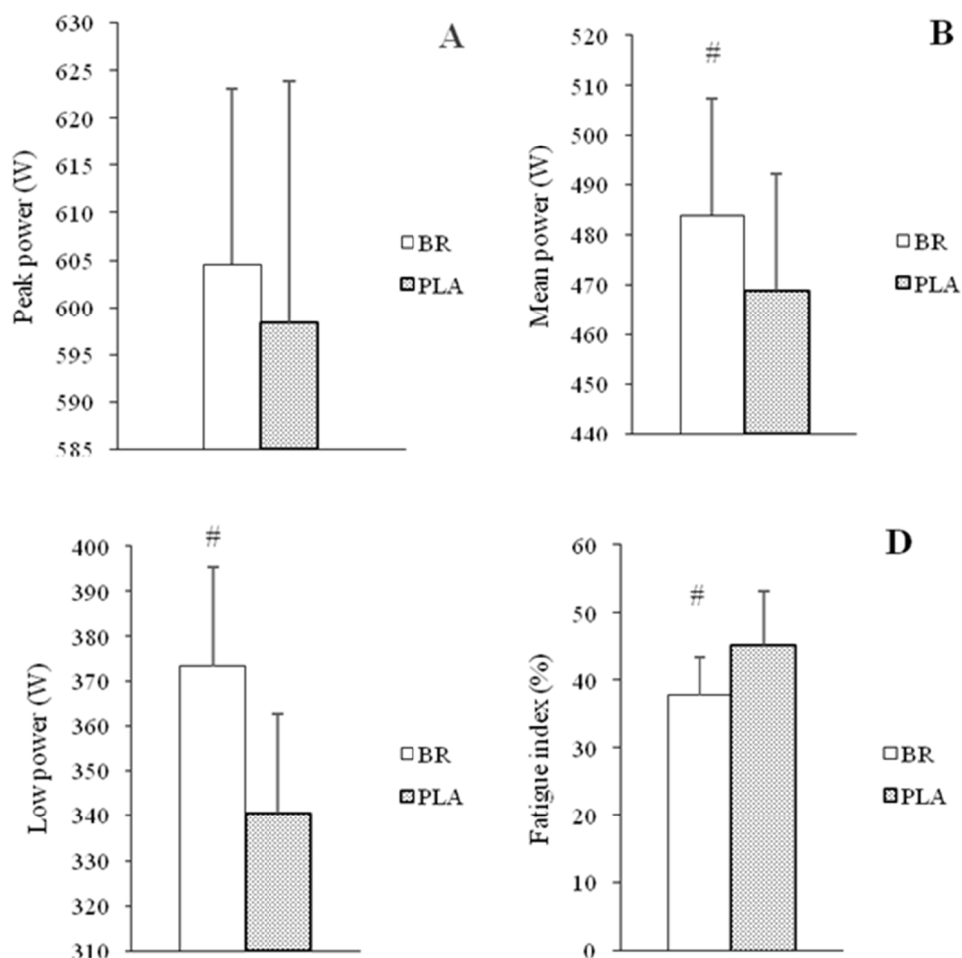 A
Peak power (W)
630
625
620
615
610
605
600
595
590
585
BR
PLA
B
Mean power (W)
520
510
500
490
480
470
460
450
440
#
BR
PLA
Low power (W)
400
390
380
370
360
350
340
330
320
310
#
BR
PLA
D
Fatigue index (%)
60
50
40
30
20
10
0
#
BR
PLA